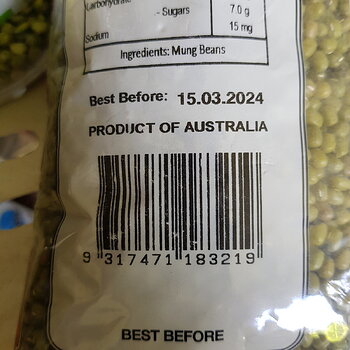 Carbohydrate
- Sugars 7.0 g
Sodium 15 mg
Ingredients: Mung Beans
Best Before: 15.03.2024
PRODUCT OF AUSTRALIA
9 317471 183219
BEST BEFORE